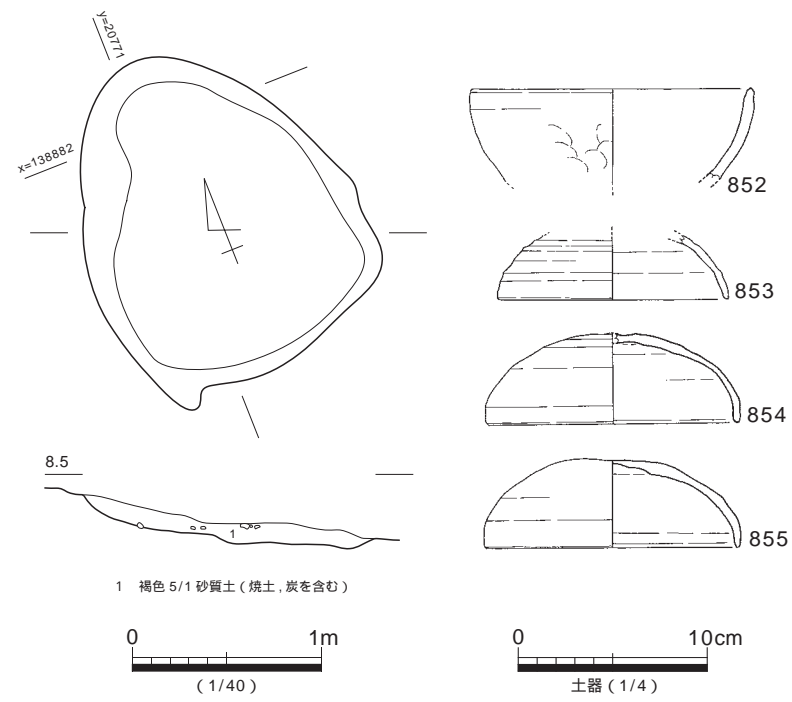 y=20771
x=138882
852
853
854
855
8.5
1
1 褐色 5/1 砂質土（焼土，炭を含む）
0 1m
（1/40）
0 10cm
土器（1/4）